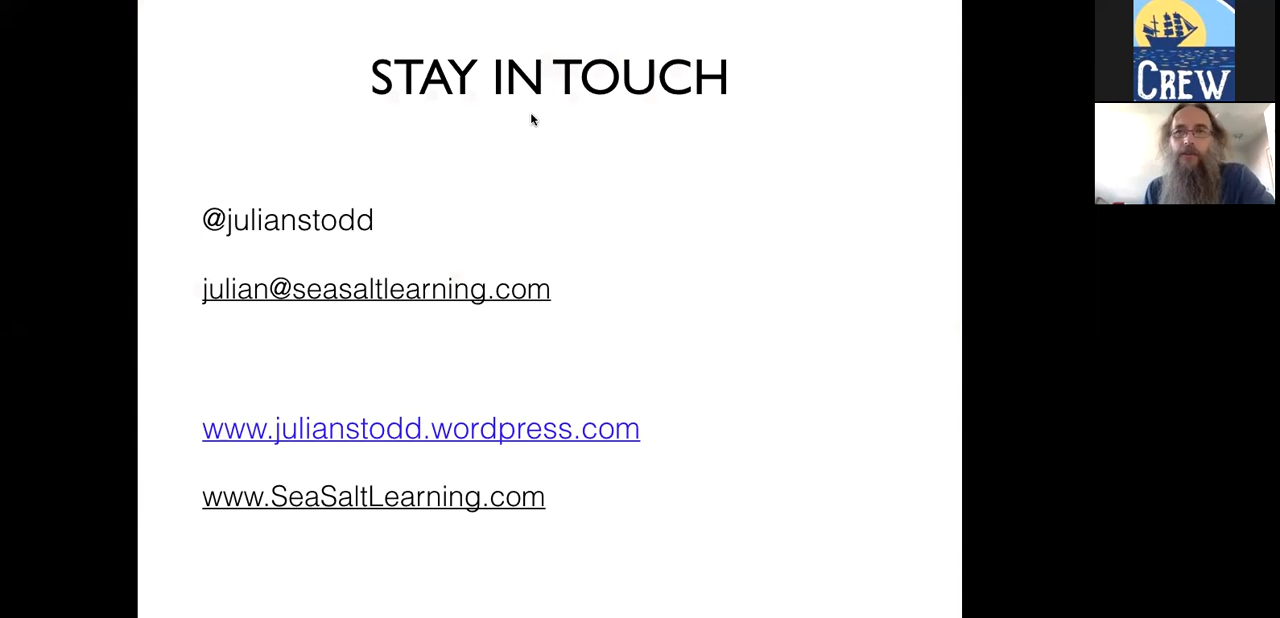 STAY IN TOUCH
@julianstodd
julian@seasaltlearning.com
www.julianstodd.wordpress.com
www.SeaSaltLearning.com
CREW